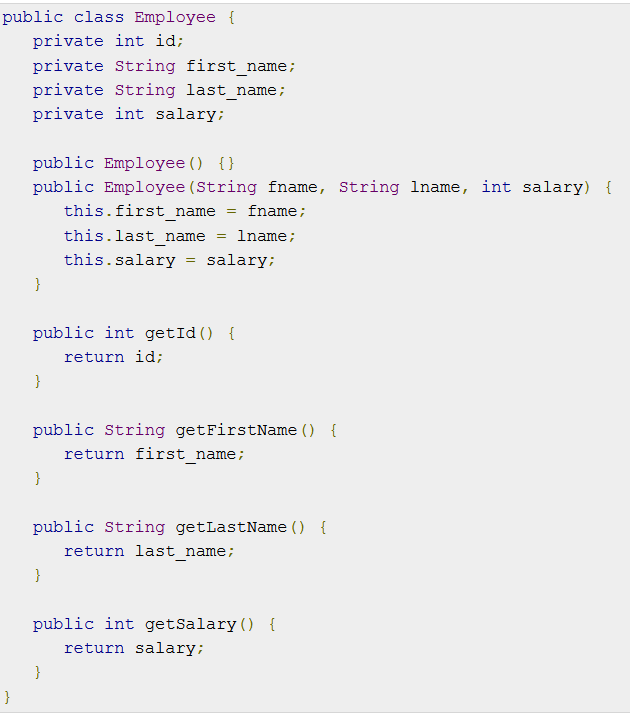 public class Employee {
   private int id;
   private String first_name;
   private String last_name;
   private int salary;

   public Employee() {}
   public Employee(String fname, String lname, int salary) {
      this.first_name = fname;
      this.last_name = lname;
      this.salary = salary;
   }

   public int getId() {
      return id;
   }

   public String getFirstName() {
      return first_name;
   }

   public String getLastName() {
      return last_name;
   }

   public int getSalary() {
      return salary;
   }
}